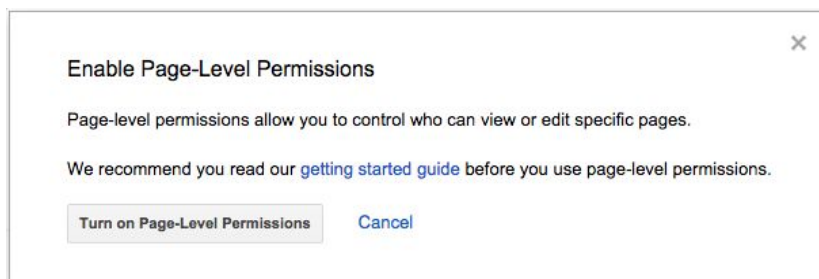 Enable Page-Level Permissions
Page-level permissions allow you to control who can view or edit specific pages.
We recommend you read our getting started guide before you use page-level permissions.
Turn on Page-Level Permissions Cancel